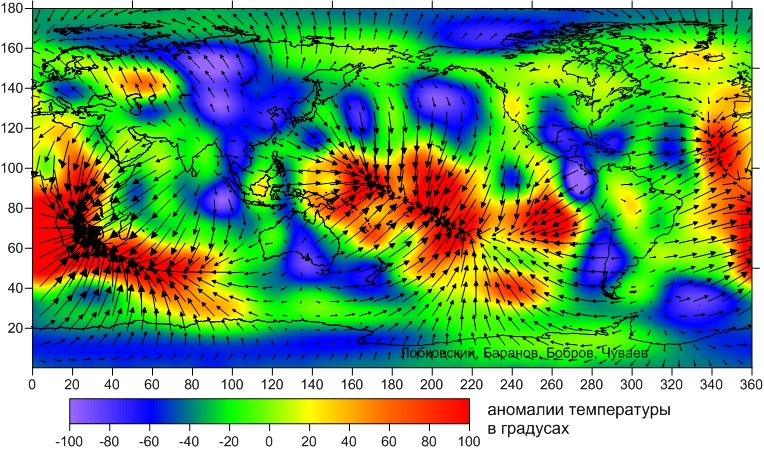 180
160
140
120
100
80
60
40
20
Лобковский, Баранов, Бобров, Чуваев
0 20 40 60 80 100 120 140 160 180 200 220 240 260 280 300 320 340 360
-100 -80 -60 -40 -20 0 20 40 60 80 100
аномалии температуры
в градусах